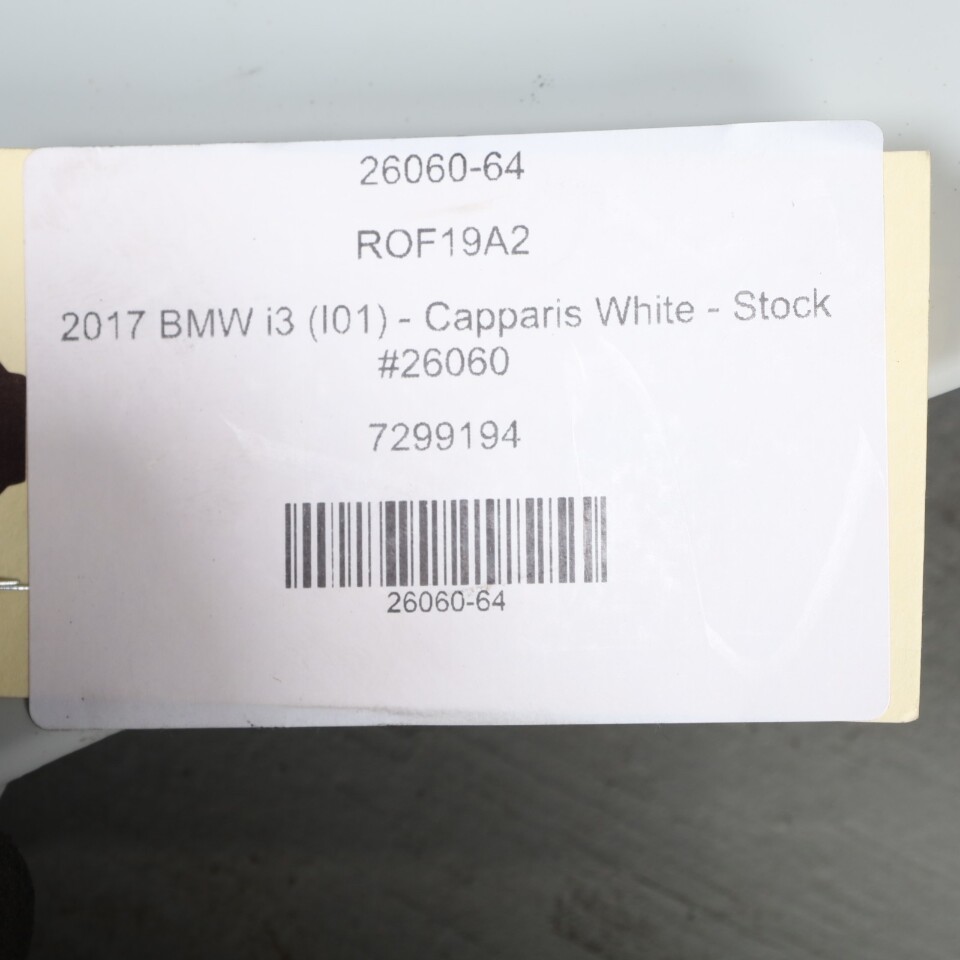 26060-64
ROF19A2
2017 BMW i3 (I01) - Capparis White - Stock
#26060
7299194
26060-64